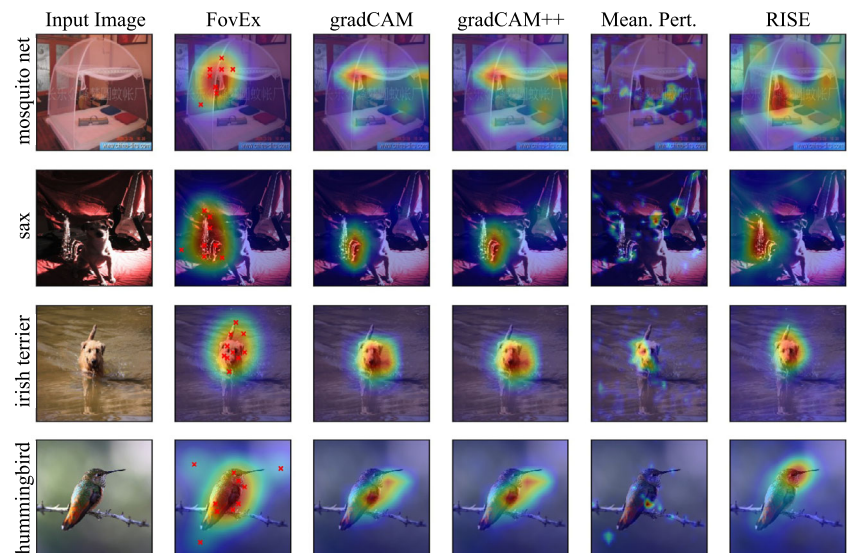 Input Image FovEx gradCAM gradCAM++ Mean. Pert. RISE
mosquito net
sax
irish terrier
hummingbird